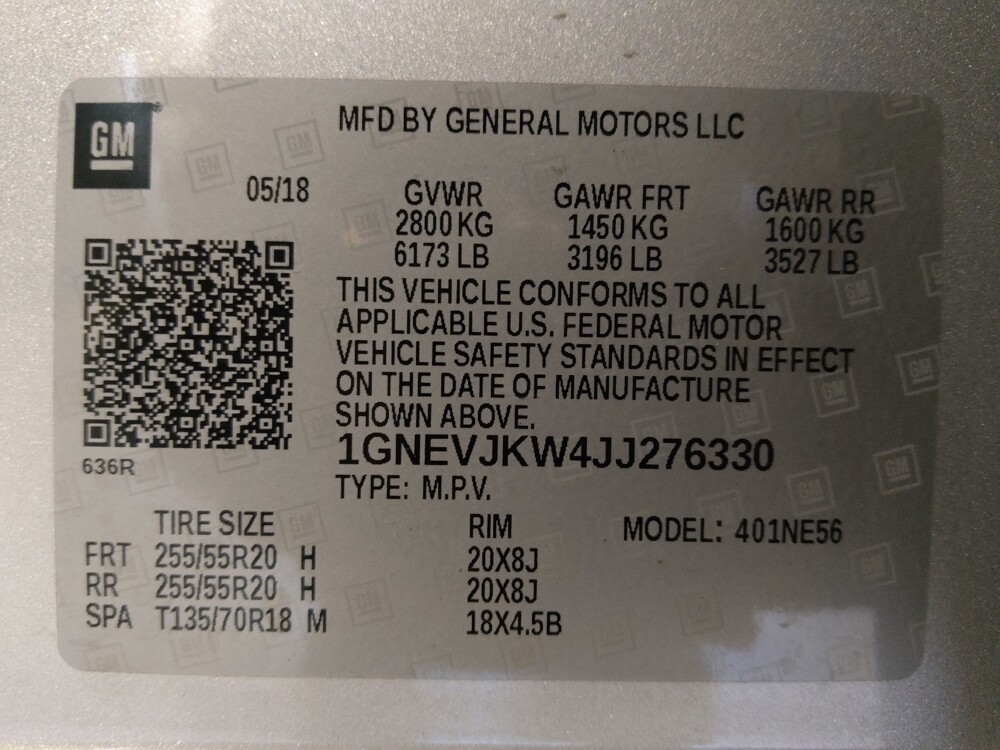 GM
MFD BY GENERAL MOTORS LLC
05/18 GVWR GAWR FRT GAWR RR
2800 KG 1450 KG 1600 KG
6173 LB 3196 LB 3527 LB
THIS VEHICLE CONFORMS TO ALL
APPLICABLE U.S. FEDERAL MOTOR
VEHICLE SAFETY STANDARDS IN EFFECT
ON THE DATE OF MANUFACTURE
SHOWN ABOVE.
1GNEVJKW4JJ276330
636R
TYPE: M.P.V.
TIRE SIZE RIM MODEL: 401NE56
FRT 255/55R20 H 20X8J
RR 255/55R20 H 20X8J
SPA T135/70R18 M 18X4.5B